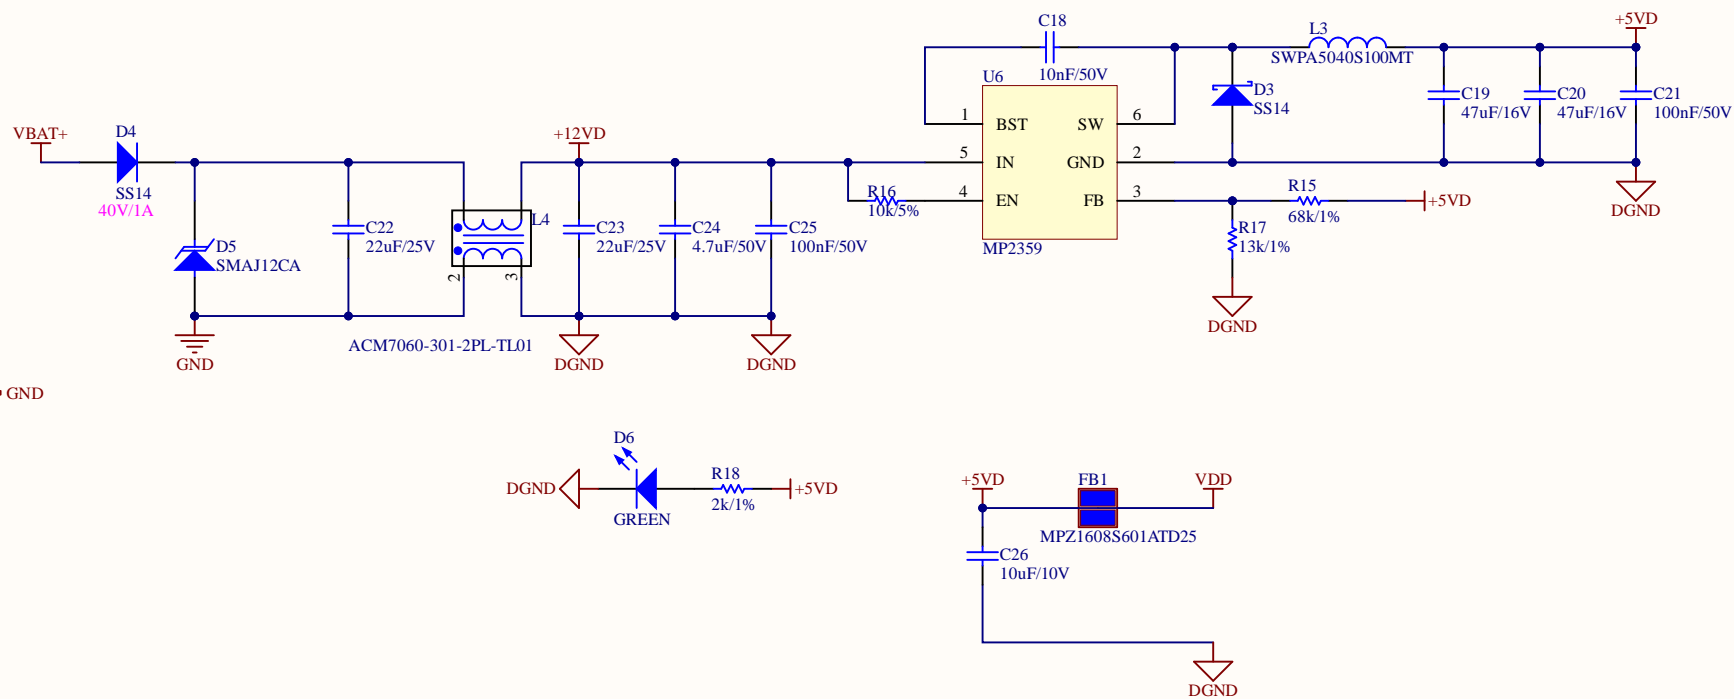 C18
10nF/50V
L3
SWPA5040S100MT
+5VD
U6
1
BST
SW
6
5
IN
GND
2
4
EN
FB
3
MP2359
D3
SS14
C19
47uF/16V
C20
47uF/16V
C21
100nF/50V
DGND
VBAT+
D4
SS14
40V/1A
+12VD
R16
10k/5%
R15
68k/1%
+5VD
R17
13k/1%
DGND
D5
SMAJ12CA
C22
22uF/25V
L4
2
3
C23
22uF/25V
C24
4.7uF/50V
C25
100nF/50V
ACM7060-301-2PL-TL01
GND
DGND
DGND
GND
D6
DGND
GREEN
R18
2k/1%
+5VD
+5VD
FB1
VDD
MPZ1608S601ATD25
C26
10uF/10V
DGND